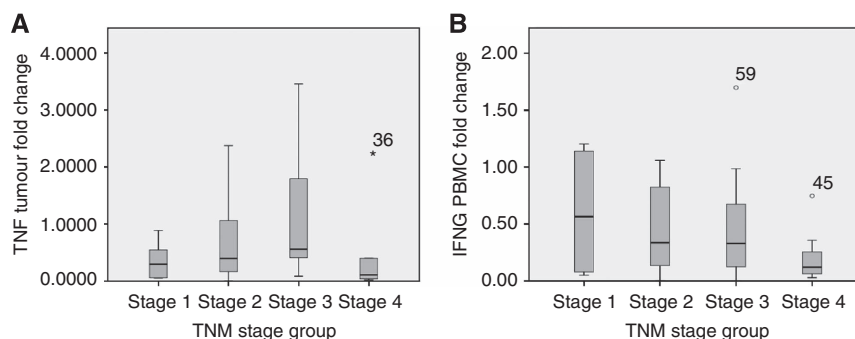 A
TNF tumour fold change
4.0000
3.0000
2.0000
1.0000
0.0000
36
*
Stage 1 Stage 2 Stage 3 Stage 4
TNM stage group
B
IFNG PBMC fold change
2.00
1.50
1.00
0.50
0.00
59
45
Stage 1 Stage 2 Stage 3 Stage 4
TNM stage group